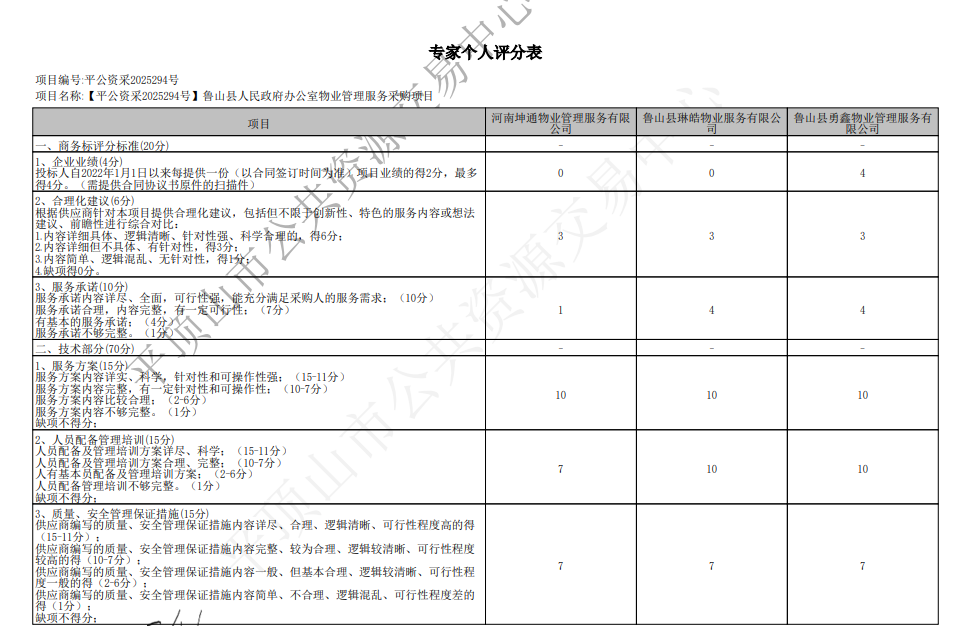 专家个人评分表
项目编号:平公资采2025294号
项目名称:【平公资采2025294号】鲁山县人民政府办公室物业管理服务采购项目
项目
河南坤通物业管理服务有限
公司
鲁山县琳皓物业服务有限公
司
鲁山县勇鑫物业管理服务有
限公司
一、商务标评分标准(20分)
-
-
-
1、企业业绩(4分)
投标人自2022年1月1日以来每提供一份（以合同签订时间为准）项目业绩的得2分，最多
得4分。（需提供合同协议书原件的扫描件）
0
0
4
2、合理化建议(6分)
根据供应商针对本项目提供合理化建议，包括但不限于创新性、特色的服务内容或想法
建议、前瞻性进行综合对比：
1.内容详细具体、逻辑清晰、针对性强、科学合理的，得6分；
2.内容详细但不具体、有针对性，得3分；
3.内容简单、逻辑混乱、无针对性，得1分；
4.缺项得0分。
3
3
3
3、服务承诺(10分)
服务承诺内容详尽、全面，可行性强，能充分满足采购人的服务需求；（10分）
服务承诺合理，内容完整，有一定可行性；（7分）
有基本的服务承诺；（4分）
服务承诺不够完整。（1分）
1
4
4
二、技术部分(70分)
-
-
-
1、服务方案(15分)
服务方案内容详实、科学，针对性和可操作性强；（15-11分）
服务方案内容完整，有一定针对性和可操作性；（10-7分）
服务方案内容比较合理；（2-6分）
服务方案内容不够完整。（1分）
缺项不得分；
10
10
10
2、人员配备管理培训(15分)
人员配备及管理培训方案详尽、科学；（15-11分）
人员配备及管理培训方案合理、完整；（10-7分）
人有基本员配备及管理培训方案；（2-6分）
人员配备管理培训不够完整。（1分）
缺项不得分；
7
10
10
3、质量、安全管理保证措施(15分)
供应商编写的质量、安全管理保证措施内容详尽、合理、逻辑清晰、可行性程度高的得
（15-11分）；
供应商编写的质量、安全管理保证措施内容完整、较为合理、逻辑较清晰、可行性程度
较高的得（10-7分）；
供应商编写的质量、安全管理保证措施内容一般、但基本合理、逻辑较清晰、可行性程
度一般的得（2-6分）；
供应商编写的质量、安全管理保证措施内容简单、不合理、逻辑混乱、可行性程度差的
得（1分）；
缺项不得分；
7
7
7
平顶山市公共资源交易中心
平顶山市公共资源交易中心